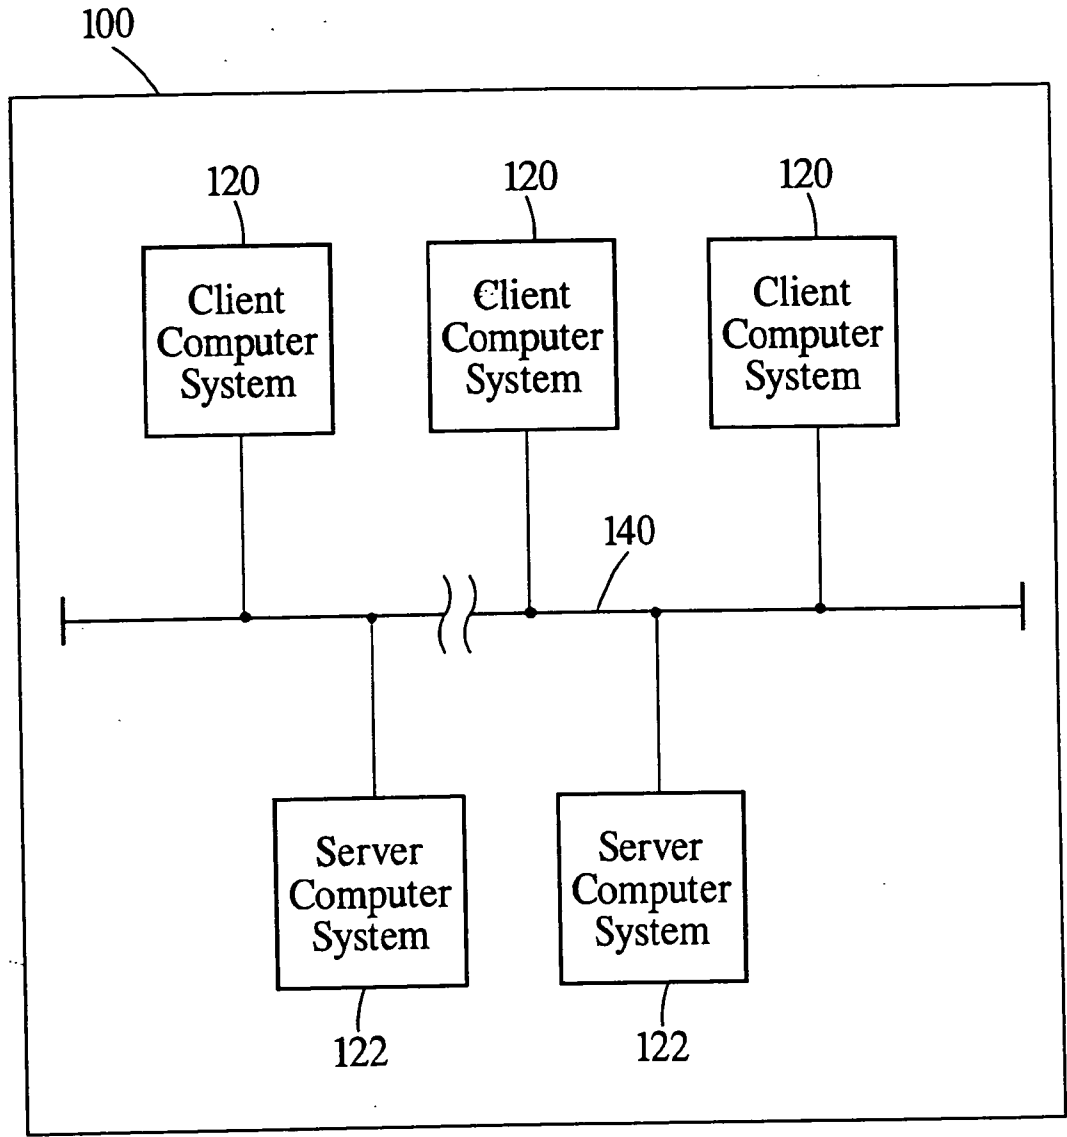 100
120
120
120
Client
Computer
System
Client
Computer
System
Client
Computer
System
140
Server
Computer
System
Server
Computer
System
122
122